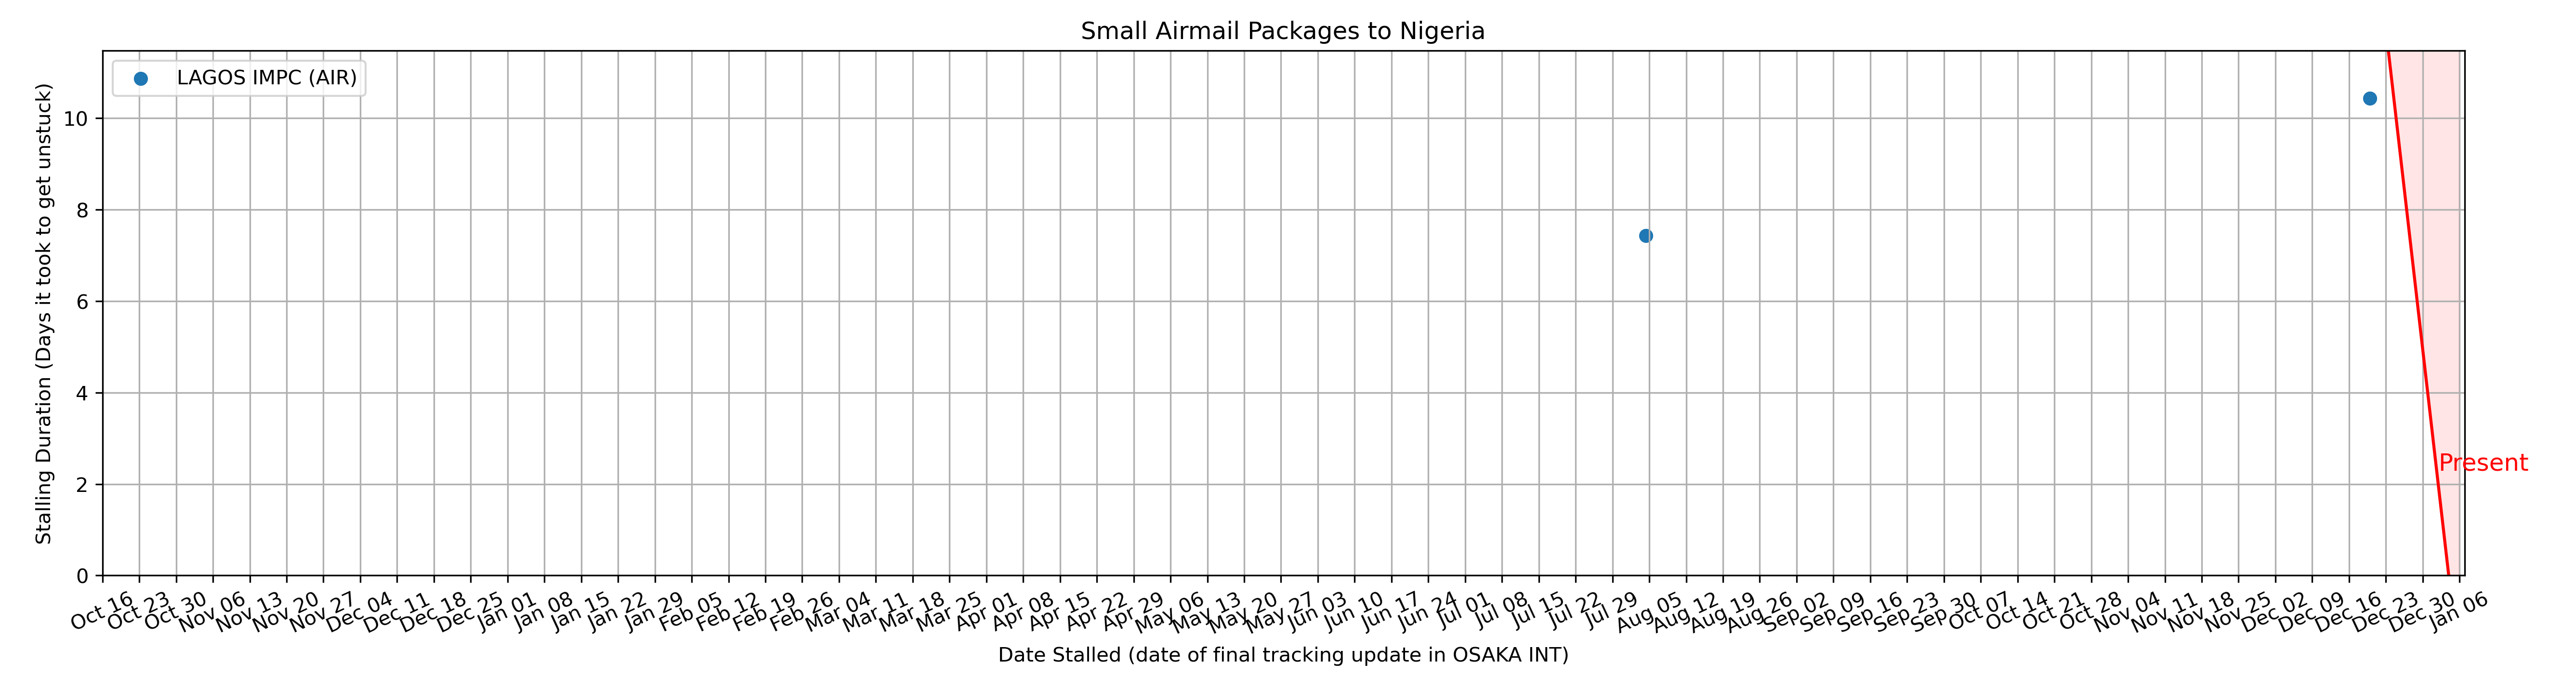 Small Airmail Packages to Nigeria
LAGOS IMPC (AIR)
Stalling Duration (Days it took to get unstuck)
10
8
6
4
2
0
Present
Oct 16
Oct 23
Oct 30
Nov 06
Nov 13
Nov 20
Nov 27
Dec 04
Dec 11
Dec 18
Dec 25
Jan 01
Jan 08
Jan 15
Jan 22
Jan 29
Feb 05
Feb 12
Feb 19
Feb 26
Mar 04
Mar 11
Mar 18
Mar 25
Apr 01
Apr 08
Apr 15
Apr 22
Apr 29
May 06
May 13
May 20
May 27
Jun 03
Jun 10
Jun 17
Jun 24
Jul 01
Jul 08
Jul 15
Jul 22
Jul 29
Aug 05
Aug 12
Aug 19
Aug 26
Sep 02
Sep 09
Sep 16
Sep 23
Sep 30
Oct 07
Oct 14
Oct 21
Oct 28
Nov 04
Nov 11
Nov 18
Nov 25
Dec 02
Dec 09
Dec 16
Dec 23
Dec 30
Jan 06
Date Stalled (date of final tracking update in OSAKA INT)